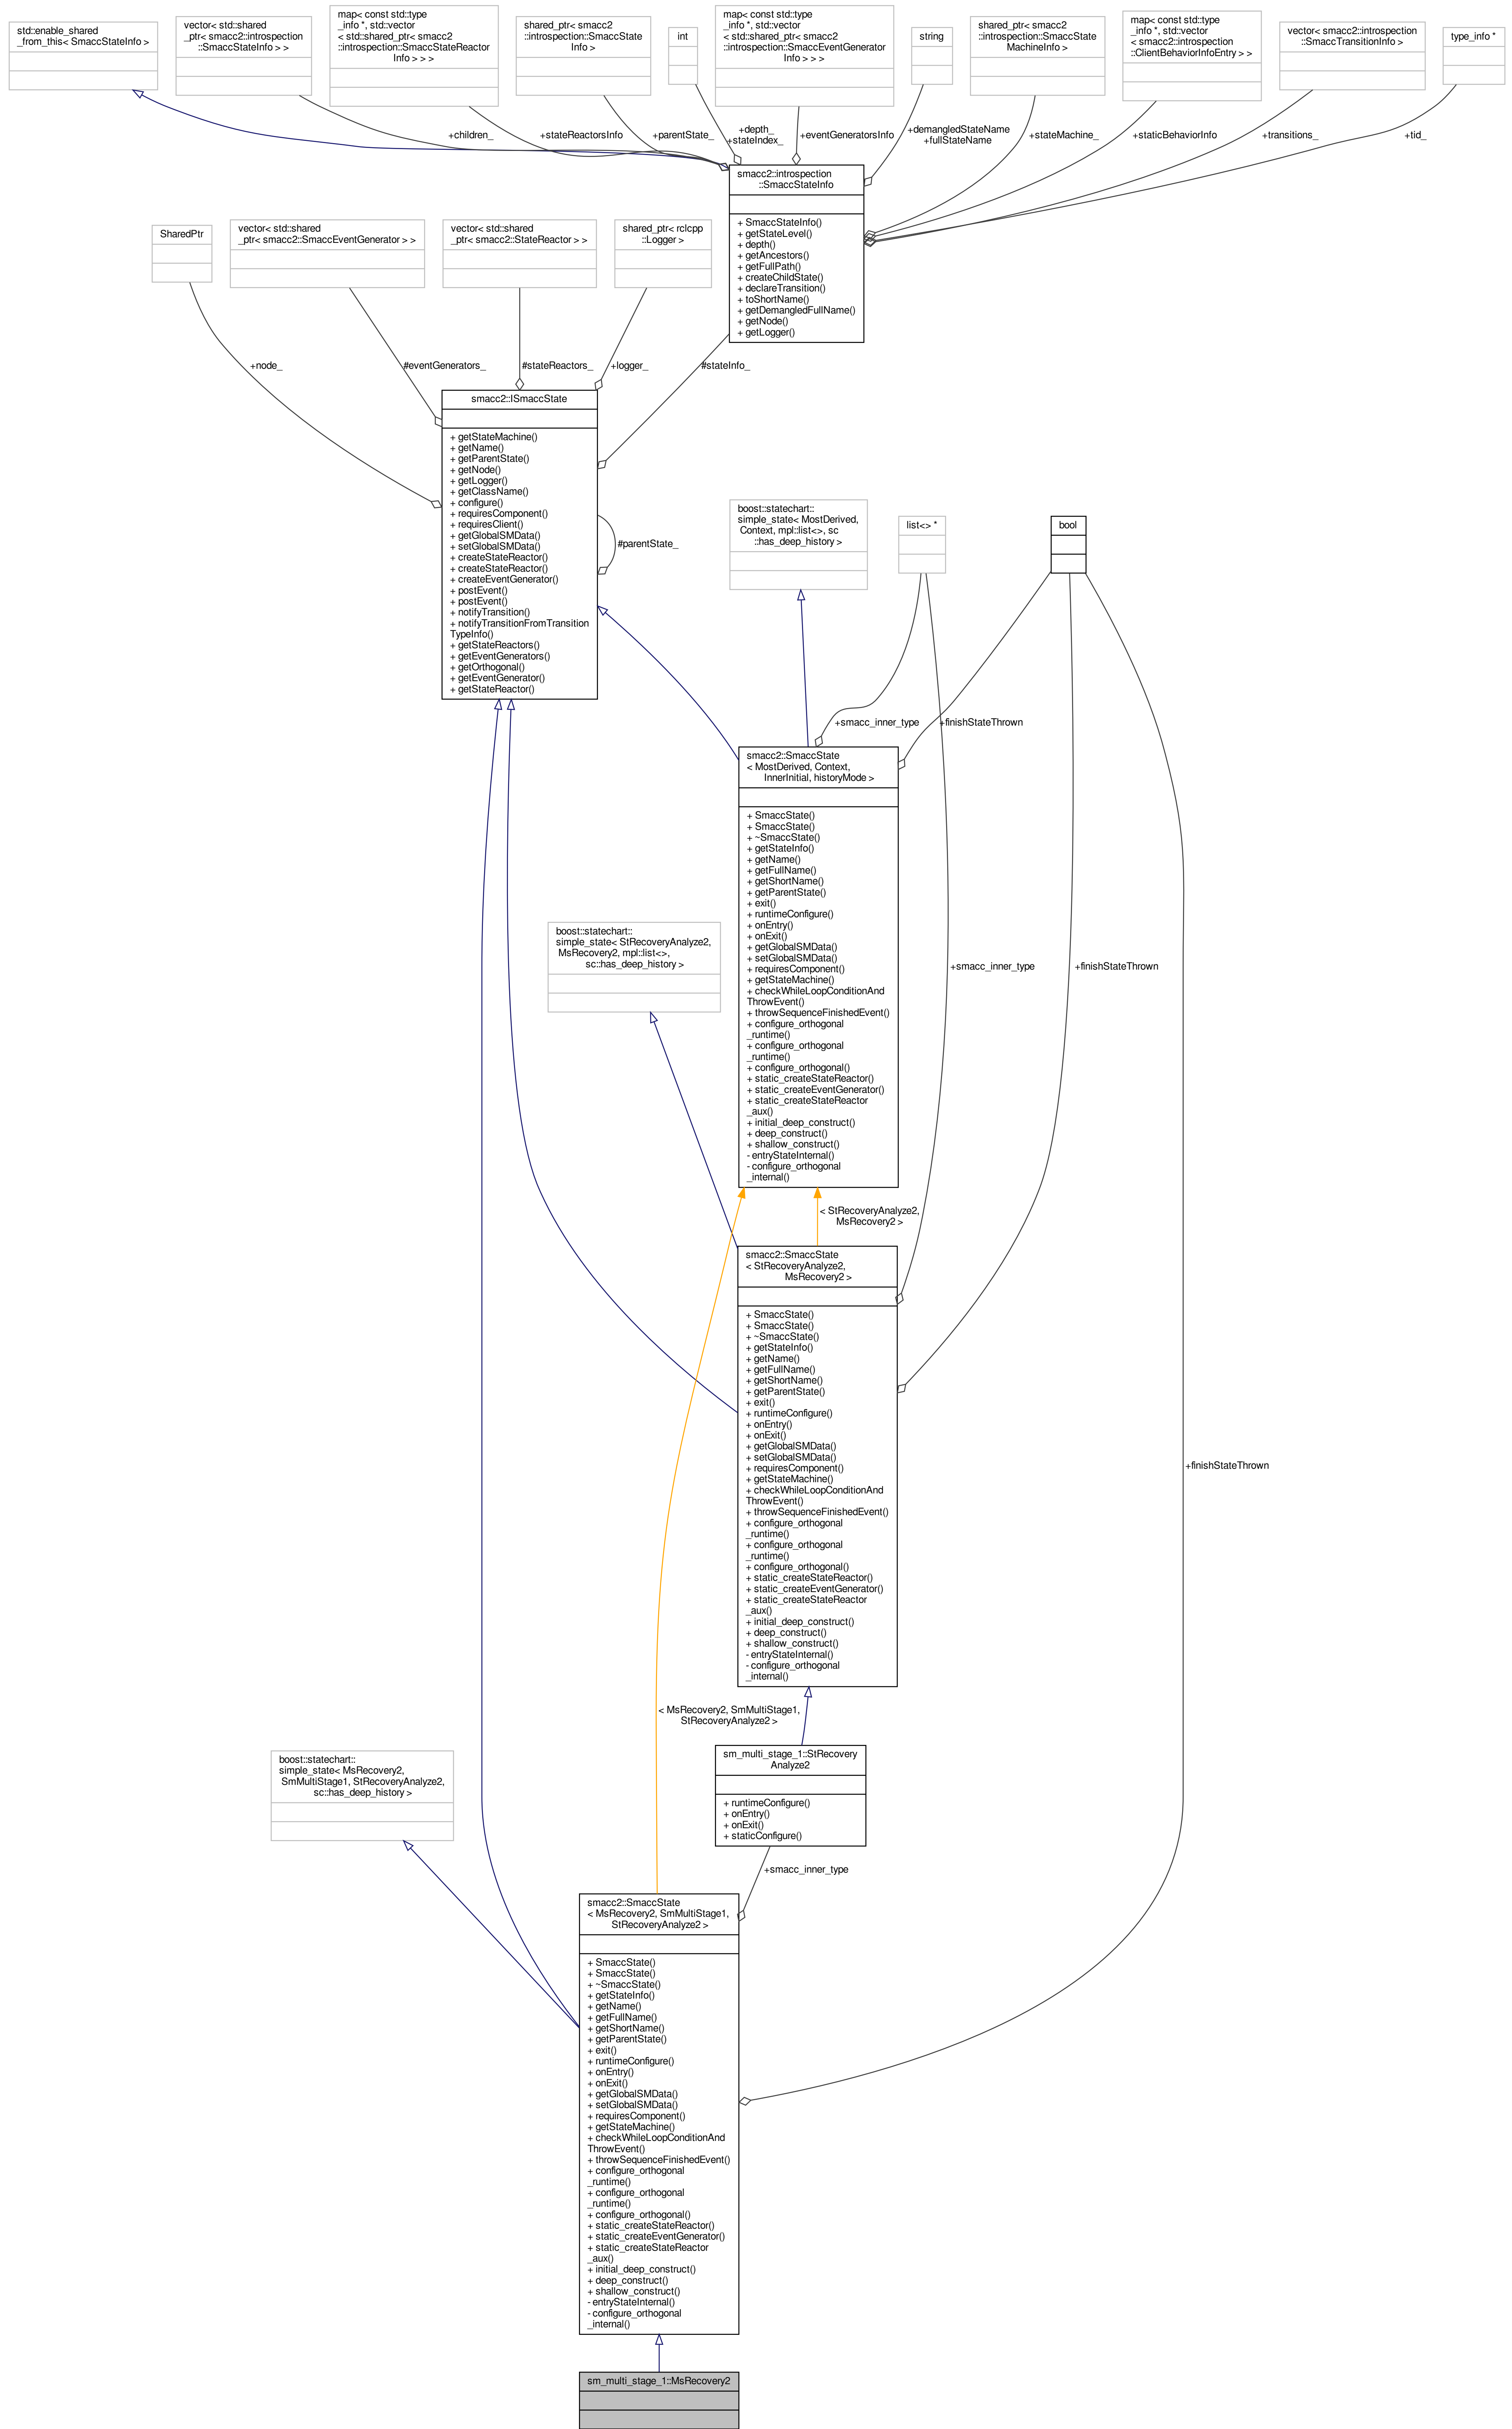 std::enable_shared
_from_this< SmaccStateInfo >
vector< std::shared
_ptr< smacc2::introspection
::SmaccStateInfo > >
map< const std::type
_info *, std::vector
< std::shared_ptr< smacc2
::introspection::SmaccStateReactor
Info > > >
shared_ptr< smacc2
::introspection::SmaccState
Info >
int
map< const std::type
_info *, std::vector
< std::shared_ptr< smacc2
::introspection::SmaccEventGenerator
Info > > >
string
shared_ptr< smacc2
::introspection::SmaccState
MachineInfo >
map< const std::type
_info *, std::vector
< smacc2::introspection
::ClientBehaviorInfoEntry > >
vector< smacc2::introspection
::SmaccTransitionInfo >
type_info *
+children_
+stateReactorsInfo
+parentState_
+depth_
+stateIndex_
+eventGeneratorsInfo
+demangledStateName
+fullStateName
+stateMachine_
+staticBehaviorInfo
+transitions_
+tid_
smacc2::introspection
::SmaccStateInfo
+ SmaccStateInfo()
+ getStateLevel()
+ depth()
+ getAncestors()
+ getFullPath()
+ createChildState()
+ declareTransition()
+ toShortName()
+ getDemangledFullName()
+ getNode()
+ getLogger()
SharedPtr
vector< std::shared
_ptr< smacc2::SmaccEventGenerator > >
vector< std::shared
_ptr< smacc2::StateReactor > >
shared_ptr< rclcpp
::Logger >
+node_
#eventGenerators_
#stateReactors_
+logger_
#stateInfo_
smacc2::ISmaccState
+ getStateMachine()
+ getName()
+ getParentState()
+ getNode()
+ getLogger()
+ getClassName()
+ configure()
+ requiresComponent()
+ requiresClient()
+ getGlobalSMData()
+ setGlobalSMData()
+ createStateReactor()
+ createStateReactor()
+ createEventGenerator()
+ postEvent()
+ postEvent()
+ notifyTransition()
+ notifyTransitionFromTransition
TypeInfo()
+ getStateReactors()
+ getEventGenerators()
+ getOrthogonal()
+ getEventGenerator()
+ getStateReactor()
#parentState_
boost::statechart::
simple_state< MostDerived,
Context, mpl::list<>, sc
::has_deep_history >
list<> *
bool
+smacc_inner_type
+finishStateThrown
smacc2::SmaccState
< MostDerived, Context,
InnerInitial, historyMode >
+ SmaccState()
+ SmaccState()
+ ~SmaccState()
+ getStateInfo()
+ getName()
+ getFullName()
+ getShortName()
+ getParentState()
+ exit()
+ runtimeConfigure()
+ onEntry()
+ onExit()
+ getGlobalSMData()
+ setGlobalSMData()
+ requiresComponent()
+ getStateMachine()
+ checkWhileLoopConditionAnd
ThrowEvent()
+ throwSequenceFinishedEvent()
+ configure_orthogonal
_runtime()
+ configure_orthogonal
_runtime()
+ configure_orthogonal()
+ static_createStateReactor()
+ static_createEventGenerator()
+ static_createStateReactor
_aux()
+ initial_deep_construct()
+ deep_construct()
+ shallow_construct()
- entryStateInternal()
- configure_orthogonal
_internal()
boost::statechart::
simple_state< StRecoveryAnalyze2,
MsRecovery2, mpl::list<>,
sc::has_deep_history >
+smacc_inner_type
+finishStateThrown
< StRecoveryAnalyze2,
MsRecovery2 >
smacc2::SmaccState
< StRecoveryAnalyze2,
MsRecovery2 >
+ SmaccState()
+ SmaccState()
+ ~SmaccState()
+ getStateInfo()
+ getName()
+ getFullName()
+ getShortName()
+ getParentState()
+ exit()
+ runtimeConfigure()
+ onEntry()
+ onExit()
+ getGlobalSMData()
+ setGlobalSMData()
+ requiresComponent()
+ getStateMachine()
+ checkWhileLoopConditionAnd
ThrowEvent()
+ throwSequenceFinishedEvent()
+ configure_orthogonal
_runtime()
+ configure_orthogonal
_runtime()
+ configure_orthogonal()
+ static_createStateReactor()
+ static_createEventGenerator()
+ static_createStateReactor
_aux()
+ initial_deep_construct()
+ deep_construct()
+ shallow_construct()
- entryStateInternal()
- configure_orthogonal
_internal()
+finishStateThrown
< MsRecovery2, SmMultiStage1,
StRecoveryAnalyze2 >
sm_multi_stage_1::StRecovery
Analyze2
+ runtimeConfigure()
+ onEntry()
+ onExit()
+ staticConfigure()
boost::statechart::
simple_state< MsRecovery2,
SmMultiStage1, StRecoveryAnalyze2,
sc::has_deep_history >
+smacc_inner_type
smacc2::SmaccState
< MsRecovery2, SmMultiStage1,
StRecoveryAnalyze2 >
+ SmaccState()
+ SmaccState()
+ ~SmaccState()
+ getStateInfo()
+ getName()
+ getFullName()
+ getShortName()
+ getParentState()
+ exit()
+ runtimeConfigure()
+ onEntry()
+ onExit()
+ getGlobalSMData()
+ setGlobalSMData()
+ requiresComponent()
+ getStateMachine()
+ checkWhileLoopConditionAnd
ThrowEvent()
+ throwSequenceFinishedEvent()
+ configure_orthogonal
_runtime()
+ configure_orthogonal
_runtime()
+ configure_orthogonal()
+ static_createStateReactor()
+ static_createEventGenerator()
+ static_createStateReactor
_aux()
+ initial_deep_construct()
+ deep_construct()
+ shallow_construct()
- entryStateInternal()
- configure_orthogonal
_internal()
sm_multi_stage_1::MsRecovery2